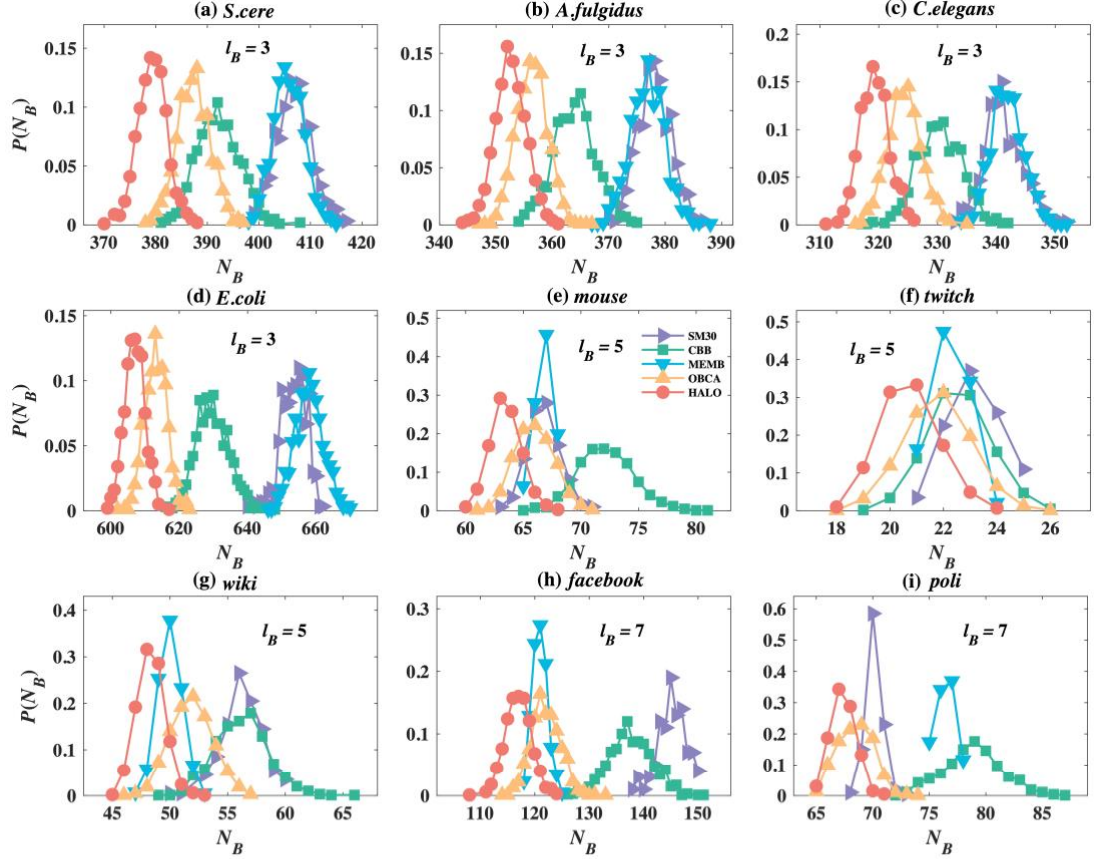 (a) S.cere
(b) A.fulgidus
(c) C.elegans
0.15
0.1
0.05
0
l_B = 3
370 380 390 400 410 420
P(N_B)
N_B
0.15
0.1
0.05
0
l_B = 3
340 350 360 370 380 390
N_B
0.2
0.15
0.1
0.05
0
l_B = 3
310 320 330 340 350
N_B
(d) E.coli
(e) mouse
(f) twitch
0.15
0.1
0.05
0
l_B = 3
600 620 640 660
P(N_B)
N_B
0.5
0.4
0.3
0.2
0.1
0
l_B = 5
SM30
CBB
MEMB
OBCA
HALO
60 65 70 75 80
N_B
0.5
0.4
0.3
0.2
0.1
0
l_B = 5
18 20 22 24 26
N_B
(g) wiki
(h) facebook
(i) poli
0.4
0.3
0.2
0.1
0
l_B = 5
45 50 55 60 65
P(N_B)
N_B
0.3
0.2
0.1
0
l_B = 7
110 120 130 140 150
N_B
0.6
0.5
0.4
0.3
0.2
0.1
0
l_B = 7
65 70 75 80 85
N_B